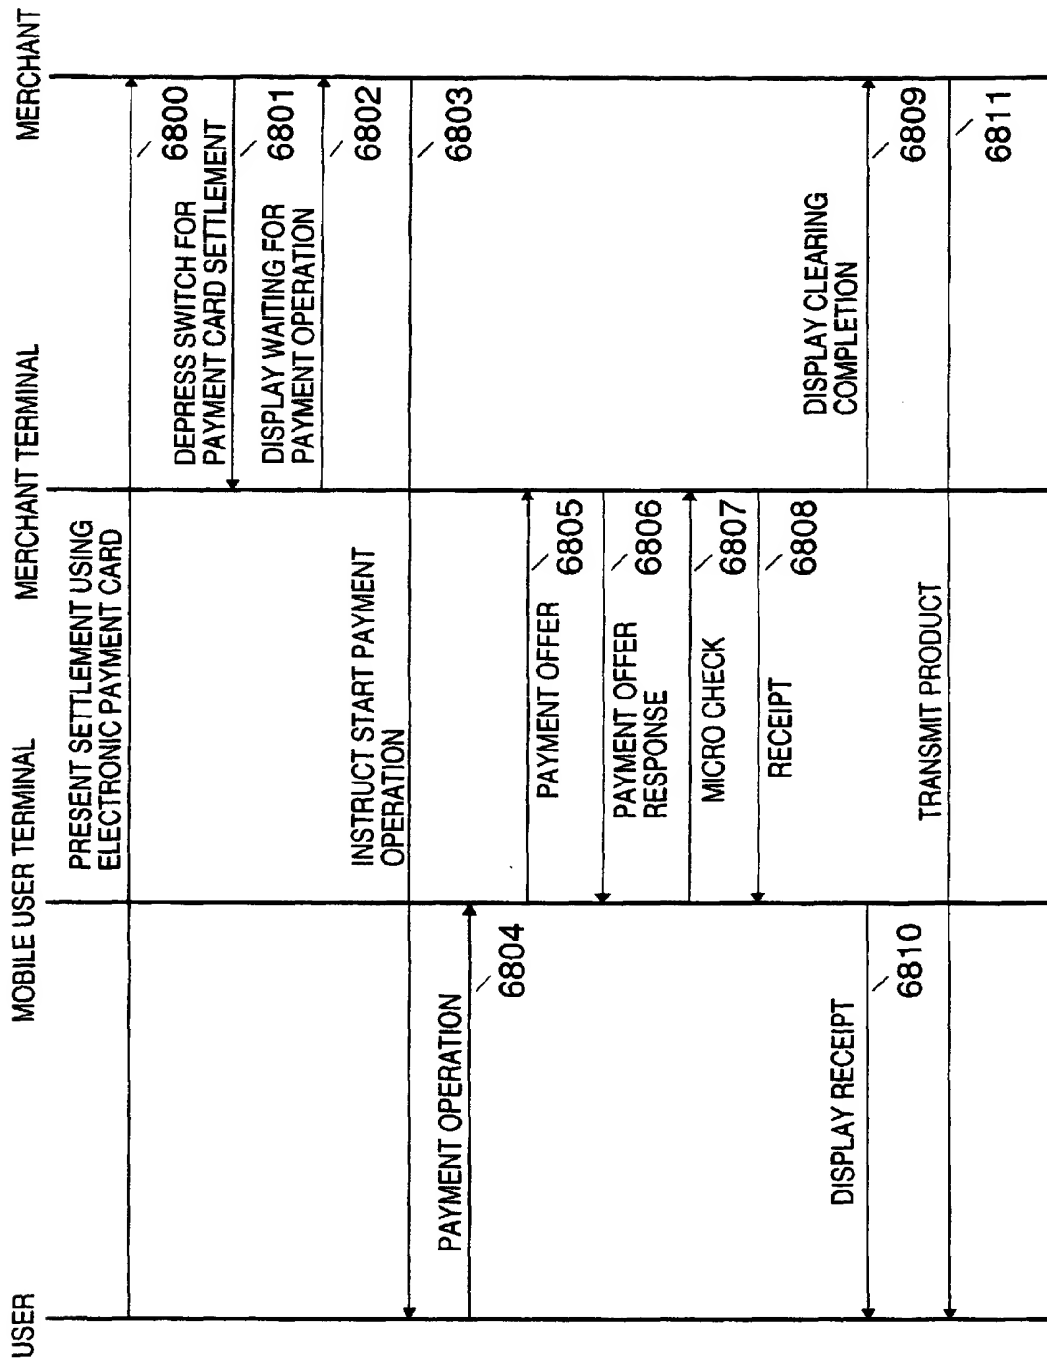 USER
MOBILE USER TERMINAL
MERCHANT TERMINAL
MERCHANT
PRESENT SETTLEMENT USING
ELECTRONIC PAYMENT CARD
6800
DEPRESS SWITCH FOR
PAYMENT CARD SETTLEMENT
6801
DISPLAY WAITING FOR
PAYMENT OPERATION
6802
INSTRUCT START PAYMENT
OPERATION
6803
PAYMENT OPERATION
6804
PAYMENT OFFER
6805
PAYMENT OFFER
RESPONSE
6806
MICRO CHECK
6807
RECEIPT
6808
DISPLAY CLEARING
COMPLETION
6809
DISPLAY RECEIPT
6810
TRANSMIT PRODUCT
6811